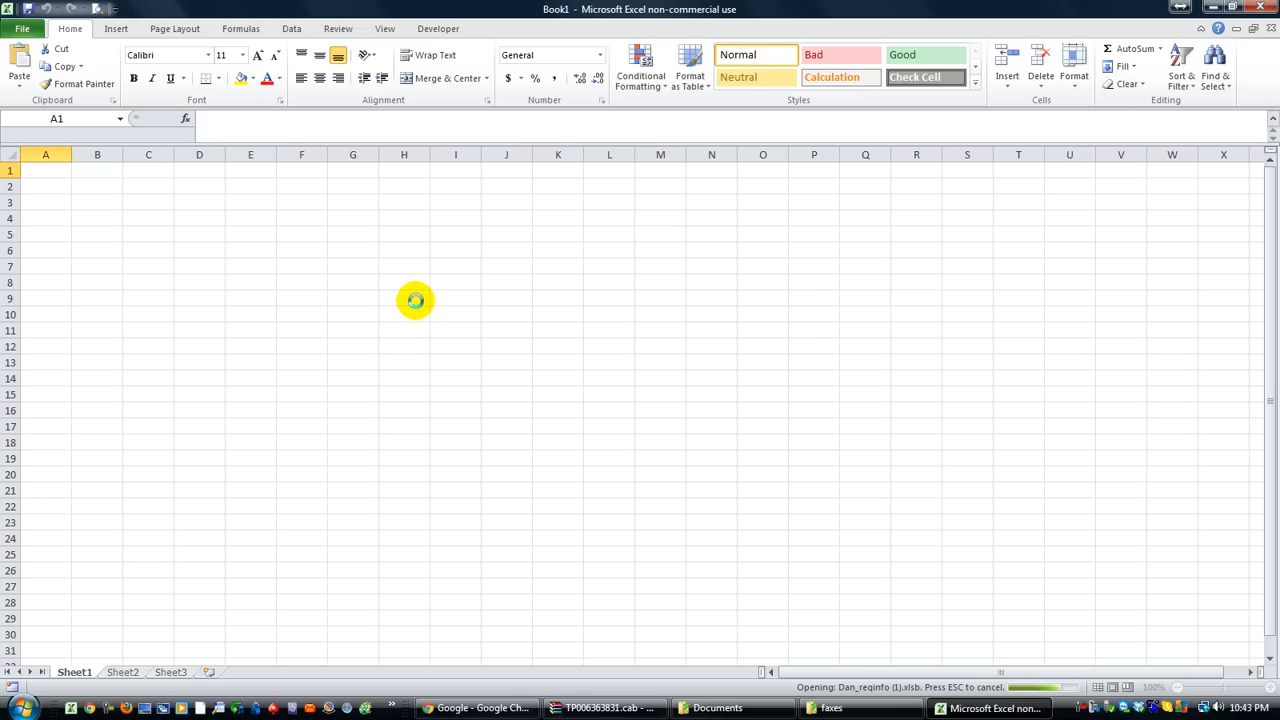 Book1 - Microsoft Excel non-commercial use
File Home Insert Page Layout Formulas Data Review View Developer
Cut
Copy
Format Painter
Paste
Clipboard
Calibri 11
B I U
Font
Wrap Text
Merge & Center
Alignment
General
$ % ,
Number
Conditional Formatting
Format as Table
Normal Bad Good
Neutral Calculation Check Cell
Styles
Insert Delete Format
Cells
AutoSum
Fill
Clear
Sort & Filter
Find & Select
Editing
A1 fx
A B C D E F G H I J K L M N O P Q R S T U V W X
1
2
3
4
5
6
7
8
9
10
11
12
13
14
15
16
17
18
19
20
21
22
23
24
25
26
27
28
29
30
31
Sheet1 Sheet2 Sheet3
Opening: Dan_reqinfo (1).xlsb. Press ESC to cancel. 100%
Google - Google Ch... TP006363831.cab - ... Documents faxes Microsoft Excel non... 10:43 PM